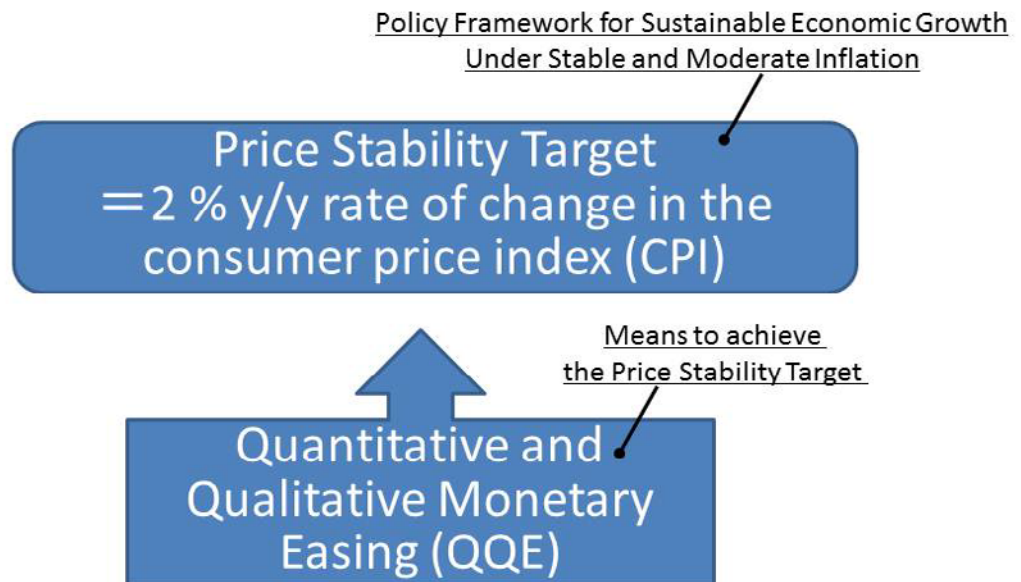 Policy Framework for Sustainable Economic Growth
Under Stable and Moderate Inflation
Price Stability Target
＝2 % y/y rate of change in the
consumer price index (CPI)
Means to achieve
the Price Stability Target
Quantitative and
Qualitative Monetary
Easing (QQE)